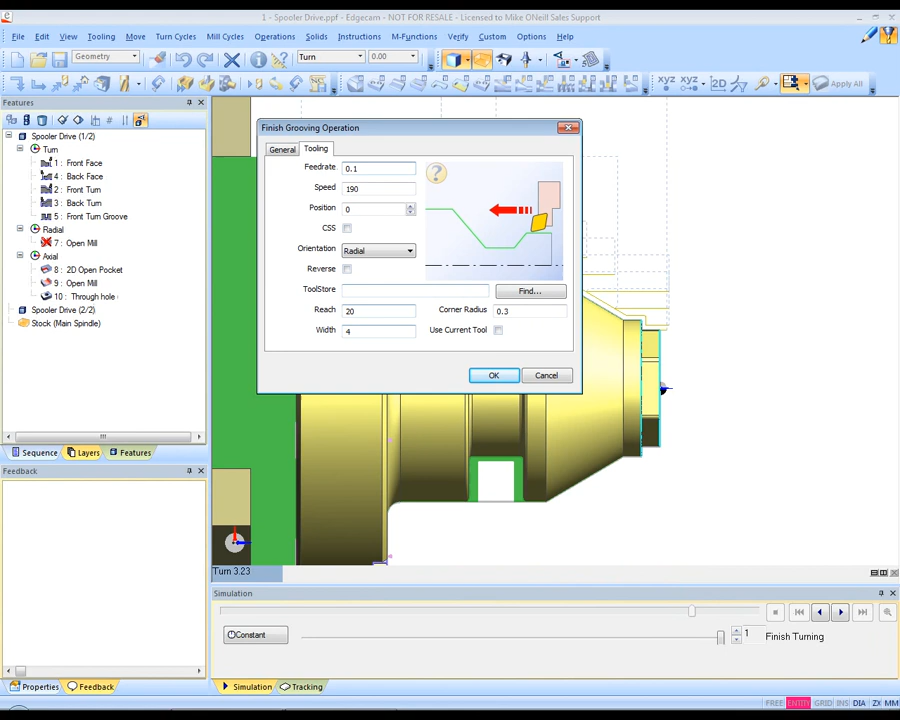 1 - Spooler Drive.ppf - Edgecam - NOT FOR RESALE - Licensed to Mike ONeill Sales Support
File Edit View Tooling Move Turn Cycles Mill Cycles Operations Solids Instructions M-Functions Verify Custom Options Help
Geometry Turn 0.00
xyz xyz 2D Apply All
Features
Spooler Drive (1/2)
Turn
1 : Front Face
4 : Back Face
2 : Front Turn
3 : Back Turn
5 : Front Turn Groove
Radial
7 : Open Mill
Axial
8 : 2D Open Pocket
9 : Open Mill
10 : Through hole
Spooler Drive (2/2)
Stock (Main Spindle)
Sequence Layers Features
Feedback
Properties Feedback
Finish Grooving Operation
General Tooling
Feedrate 0.1
Speed 190
Position 0
CSS
Orientation Radial
Reverse
ToolStore Find...
Reach 20 Corner Radius 0.3
Width 4 Use Current Tool
?
OK Cancel
Turn 3.23
Simulation
Constant 1 Finish Turning
Simulation Tracking
FREE ENTITY GRID INS DIA ZX MM